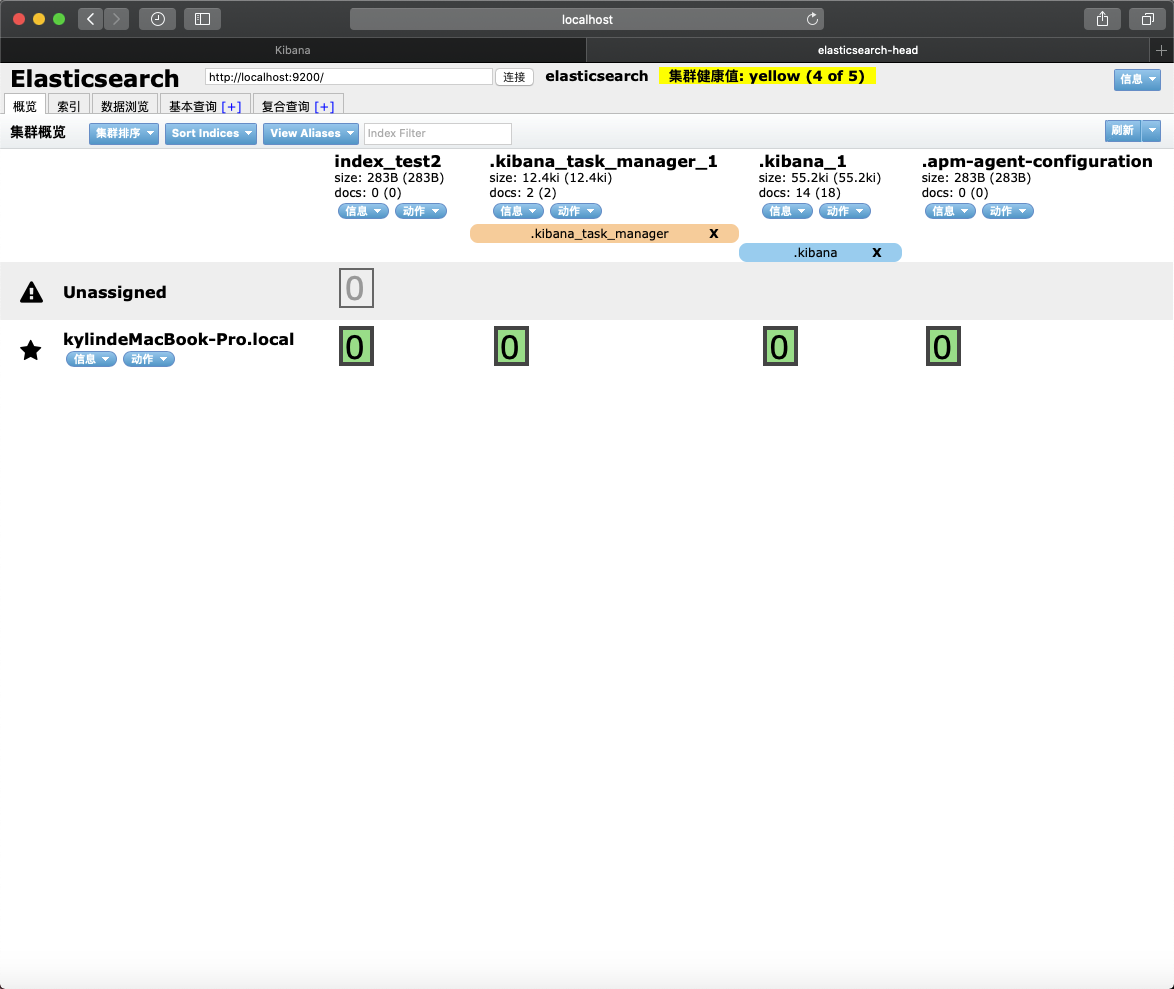 localhost
Kibana
elasticsearch-head
Elasticsearch
http://localhost:9200/
连接
elasticsearch
集群健康值: yellow (4 of 5)
信息
概览
索引
数据浏览
基本查询 [+]
复合查询 [+]
集群概览
集群排序
Sort Indices
View Aliases
Index Filter
刷新
index_test2
size: 283B (283B)
docs: 0 (0)
信息
动作
.kibana_task_manager_1
size: 12.4ki (12.4ki)
docs: 2 (2)
信息
动作
.kibana_1
size: 55.2ki (55.2ki)
docs: 14 (18)
信息
动作
.apm-agent-configuration
size: 283B (283B)
docs: 0 (0)
信息
动作
.kibana_task_manager X
.kibana X
Unassigned
0
kylindeMacBook-Pro.local
信息
动作
0
0
0
0